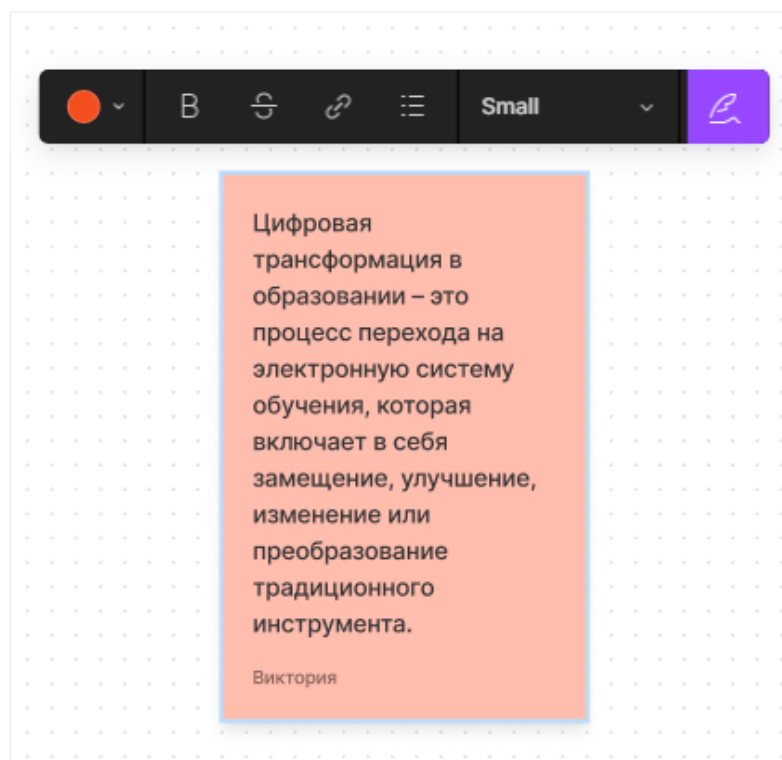 B
S
Small
Цифровая
трансформация в
образовании – это
процесс перехода на
электронную систему
обучения, которая
включает в себя
замещение, улучшение,
изменение или
преобразование
традиционного
инструмента.
Виктория